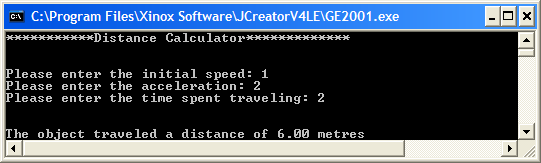 C:\Program Files\Xinox Software\JCreatorV4LE\GE2001.exe
***********Distance Calculator*************
Please enter the initial speed: 1
Please enter the acceleration: 2
Please enter the time spent traveling: 2
The object traveled a distance of 6.00 metres